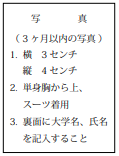 写　　　真
（３ヶ月以内の写真）
1. 横　３センチ
縦　４センチ
2. 単身胸から上、
スーツ着用
3. 裏面に大学名、氏名
を記入すること